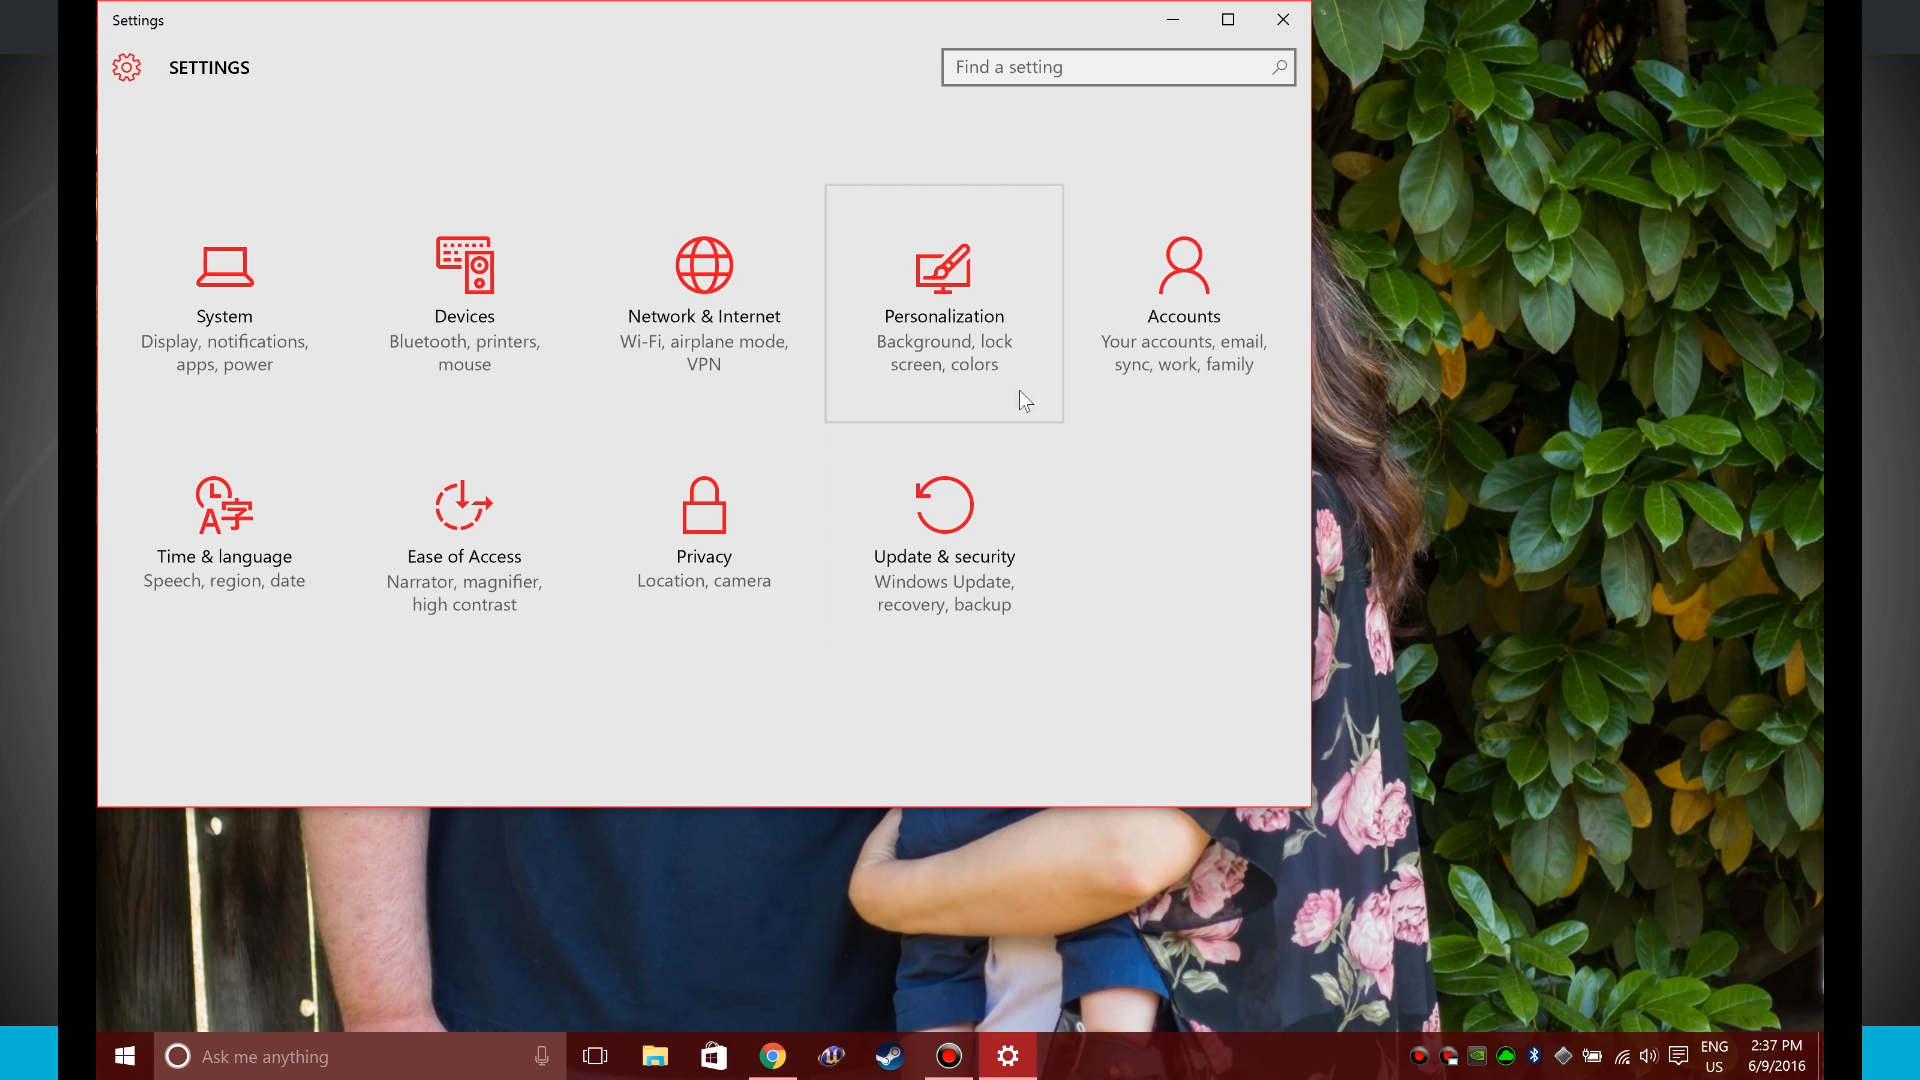 Settings
SETTINGS
Find a setting
System
Display, notifications,
apps, power
Devices
Bluetooth, printers,
mouse
Network & Internet
Wi-Fi, airplane mode,
VPN
Personalization
Background, lock
screen, colors
Accounts
Your accounts, email,
sync, work, family
Time & language
Speech, region, date
Ease of Access
Narrator, magnifier,
high contrast
Privacy
Location, camera
Update & security
Windows Update,
recovery, backup
Ask me anything
ENG
US
2:37 PM
6/9/2016